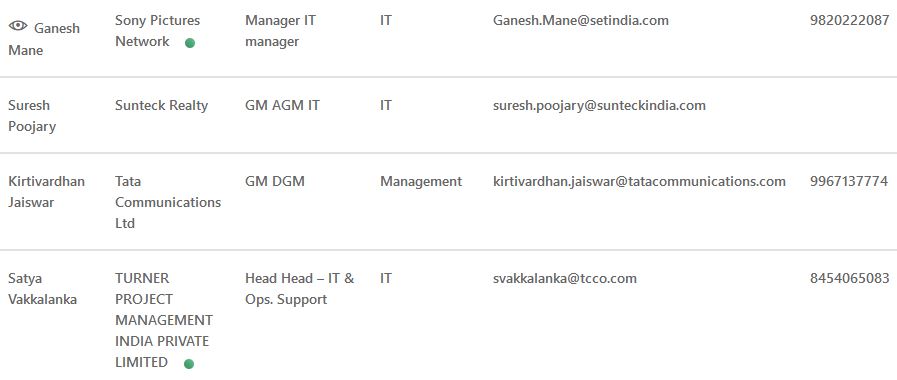 Ganesh Mane
Sony Pictures Network
Manager IT manager
IT
Ganesh.Mane@setindia.com
9820222087
Suresh Poojary
Sunteck Realty
GM AGM IT
IT
suresh.poojary@sunteckindia.com
Kirtivardhan Jaiswar
Tata Communications Ltd
GM DGM
Management
kirtivardhan.jaiswar@tatacommunications.com
9967137774
Satya Vakkalanka
TURNER PROJECT MANAGEMENT INDIA PRIVATE LIMITED
Head Head – IT & Ops. Support
IT
svakkalanka@tcco.com
8454065083